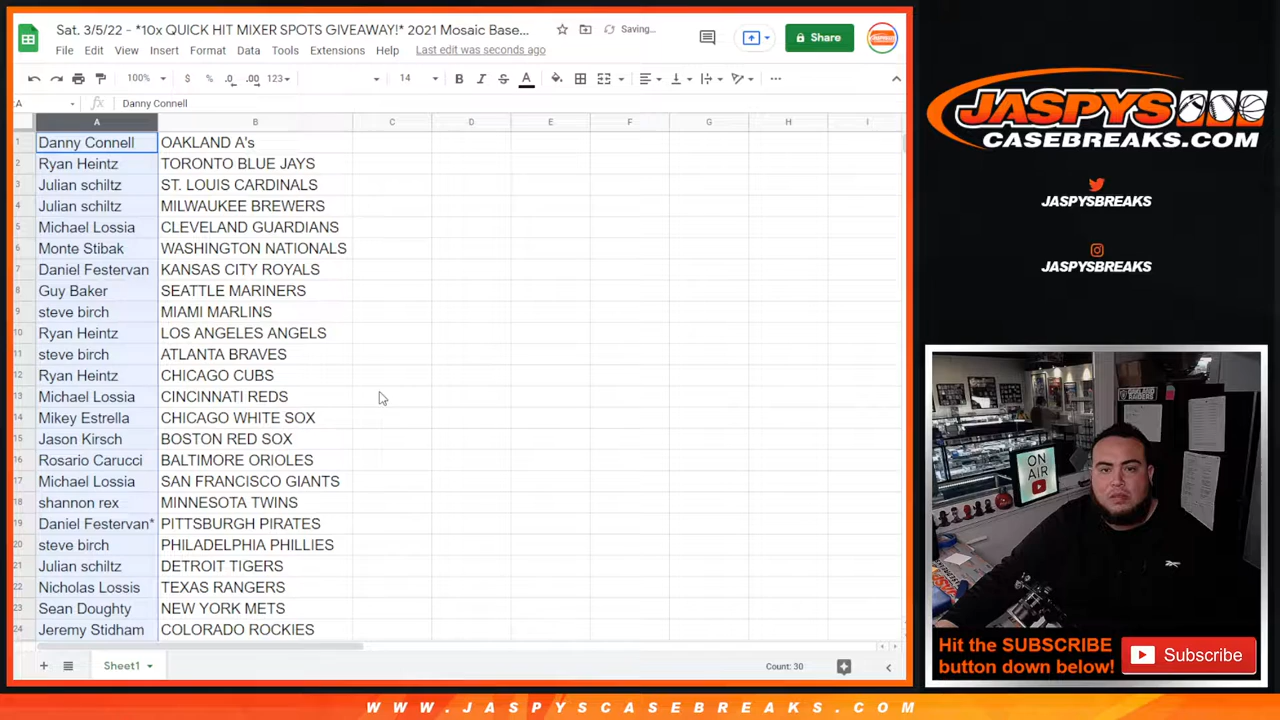 Sat. 3/5/22 - *10x QUICK HIT MIXER SPOTS GIVEAWAY!* 2021 Mosaic Base...
Saving...
Share
File Edit View Insert Format Data Tools Extensions Help Last edit was seconds ago
100% $ % .0 .00 123 14 B I S A
A fx Danny Connell
A B C D E F G H I
1 Danny Connell OAKLAND A's
2 Ryan Heintz TORONTO BLUE JAYS
3 Julian schiltz ST. LOUIS CARDINALS
4 Julian schiltz MILWAUKEE BREWERS
5 Michael Lossia CLEVELAND GUARDIANS
6 Monte Stibak WASHINGTON NATIONALS
7 Daniel Festervan KANSAS CITY ROYALS
8 Guy Baker SEATTLE MARINERS
9 steve birch MIAMI MARLINS
10 Ryan Heintz LOS ANGELES ANGELS
11 steve birch ATLANTA BRAVES
12 Ryan Heintz CHICAGO CUBS
13 Michael Lossia CINCINNATI REDS
14 Mikey Estrella CHICAGO WHITE SOX
15 Jason Kirsch BOSTON RED SOX
16 Rosario Carucci BALTIMORE ORIOLES
17 Michael Lossia SAN FRANCISCO GIANTS
18 shannon rex MINNESOTA TWINS
19 Daniel Festervan* PITTSBURGH PIRATES
20 steve birch PHILADELPHIA PHILLIES
21 Julian schiltz DETROIT TIGERS
22 Nicholas Lossis TEXAS RANGERS
23 Sean Doughty NEW YORK METS
24 Jeremy Stidham COLORADO ROCKIES
Sheet1
Count: 30
JASPYS
CASEBREAKS.COM
JASPYSBREAKS
JASPYSBREAKS
ON
AIR
Hit the SUBSCRIBE
button down below!
Subscribe
WWW.JASPYSCASEBREAKS.COM